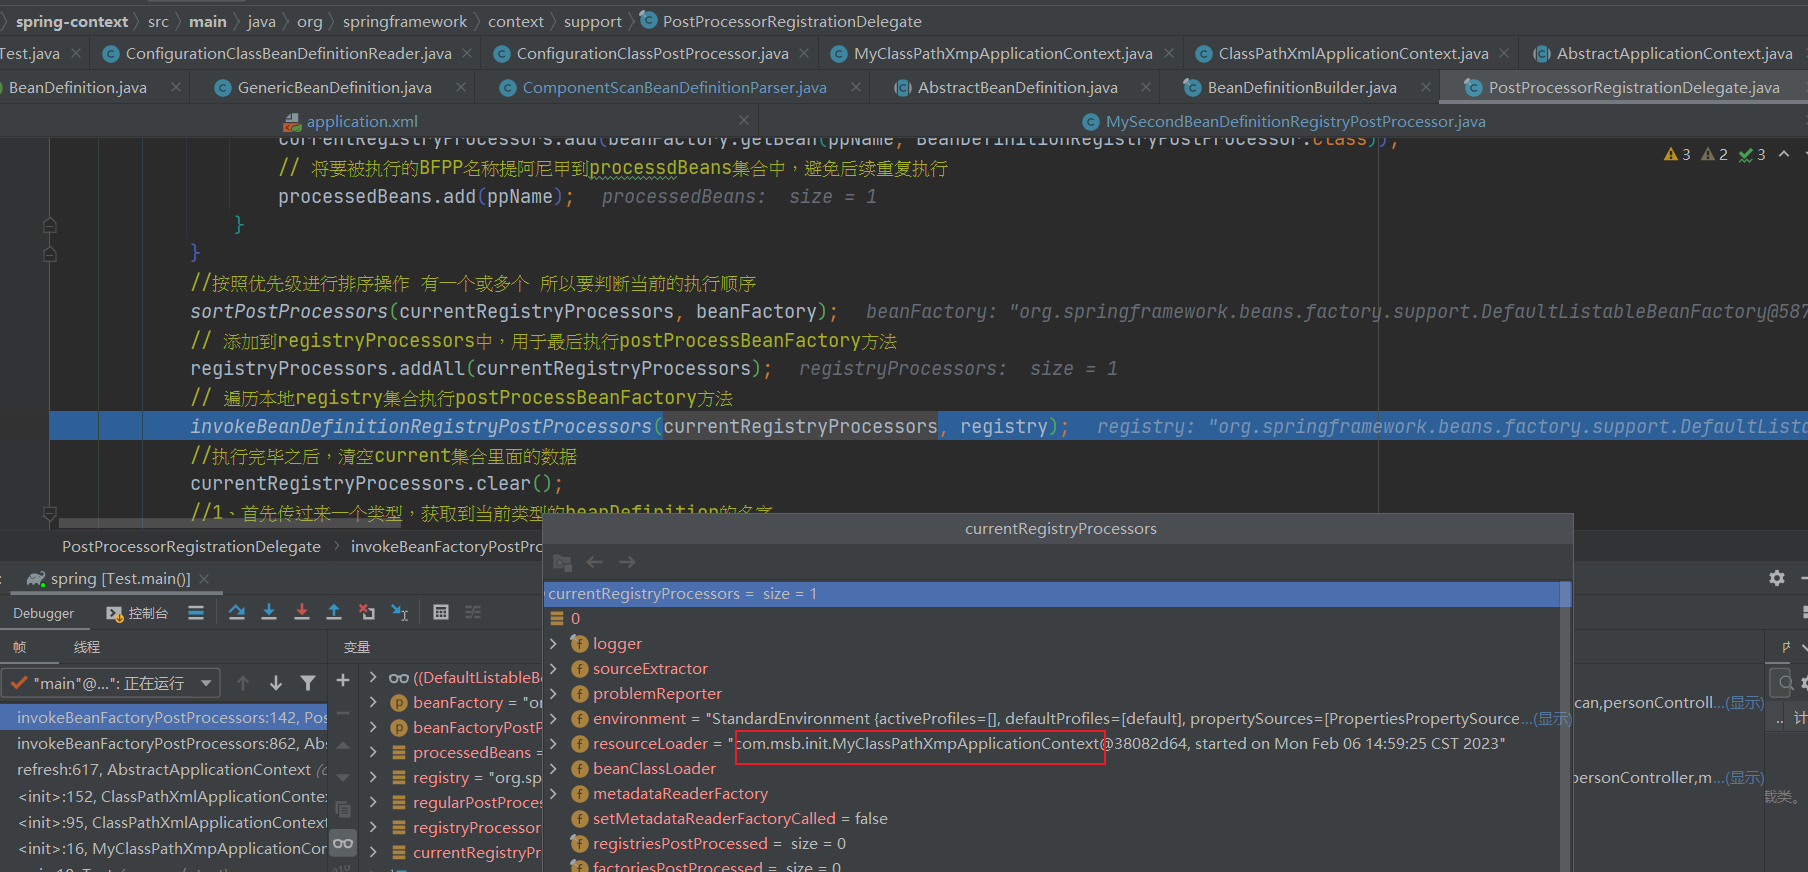 spring-context 〉 src 〉 main 〉 java 〉 org 〉 springframework 〉 context 〉 support 〉 PostProcessorRegistrationDelegate
Test.java ConfigurationClassBeanDefinitionReader.java ConfigurationClassPostProcessor.java MyClassPathXmpApplicationContext.java ClassPathXmlApplicationContext.java AbstractApplicationContext.java
BeanDefinition.java GenericBeanDefinition.java ComponentScanBeanDefinitionParser.java AbstractBeanDefinition.java BeanDefinitionBuilder.java PostProcessorRegistrationDelegate.java
application.xml MySecondBeanDefinitionRegistryPostProcessor.java
currentRegistryProcessors.add(beanFactory.getBean(ppName, BeanDefinitionRegistryPostProcessor.class));
3 2 3
// 将要被执行的BFPP名称提阿尼甲到processdBeans集合中，避免后续重复执行
processedBeans.add(ppName); processedBeans: size = 1
}
}
//按照优先级进行排序操作 有一个或多个 所以要判断当前的执行顺序
sortPostProcessors(currentRegistryProcessors, beanFactory); beanFactory: "org.springframework.beans.factory.support.DefaultListableBeanFactory@587
// 添加到registryProcessors中，用于最后执行postProcessBeanFactory方法
registryProcessors.addAll(currentRegistryProcessors); registryProcessors: size = 1
// 遍历本地registry集合执行postProcessBeanFactory方法
invokeBeanDefinitionRegistryPostProcessors(currentRegistryProcessors, registry); registry: "org.springframework.beans.factory.support.DefaultLista
//执行完毕之后，清空current集合里面的数据
currentRegistryProcessors.clear();
//1、首先传过来一个类型，获取到当前类型的beanDefinition的名字
currentRegistryProcessors
PostProcessorRegistrationDelegate 〉 invokeBeanFactoryPostPro
spring [Test.main()]
currentRegistryProcessors = size = 1
Debugger 控制台
0
帧 线程 变量
logger
sourceExtractor
"main"@...": 正在运行
((DefaultListableB
problemReporter
beanFactory = "or
can,personControll...(显示)
invokeBeanFactoryPostProcessors:142, Pos
beanFactoryPostP
environment = "StandardEnvironment {activeProfiles=[], defaultProfiles=[default], propertySources=[PropertiesPropertySource...(显示)
.. 计
invokeBeanFactoryPostProcessors:862, Abs
processedBeans =
resourceLoader = "com.msb.init.MyClassPathXmpApplicationContext@38082d64, started on Mon Feb 06 14:59:25 CST 2023"
refresh:617, AbstractApplicationContext (o
registry = "org.sp
beanClassLoader
personController,m...(显示)
<init>:152, ClassPathXmlApplicationConte
regularPostProces
metadataReaderFactory
载类。
<init>:95, ClassPathXmlApplicationContext
registryProcessor
setMetadataReaderFactoryCalled = false
<init>:16, MyClassPathXmpApplicationCor
currentRegistryPr
registriesPostProcessed = size = 0
factoriesPostProcessed = size = 0